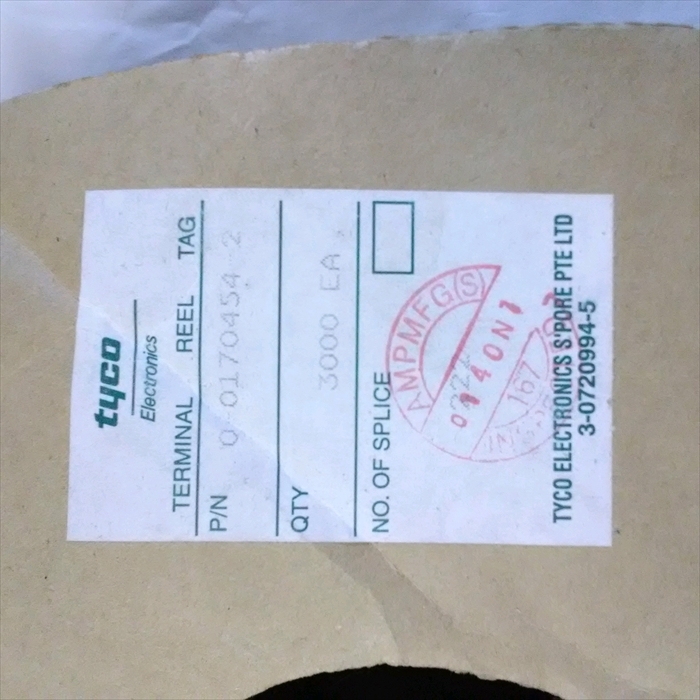 tyco
Electronics
TERMINAL REEL TAG
P/N 0-0170454-2
QTY 3000 EA
NO. OF SPLICE
AMPMFG(S)
167
TYCO ELECTRONICS S'PORE PTE LTD
3-0720994-5